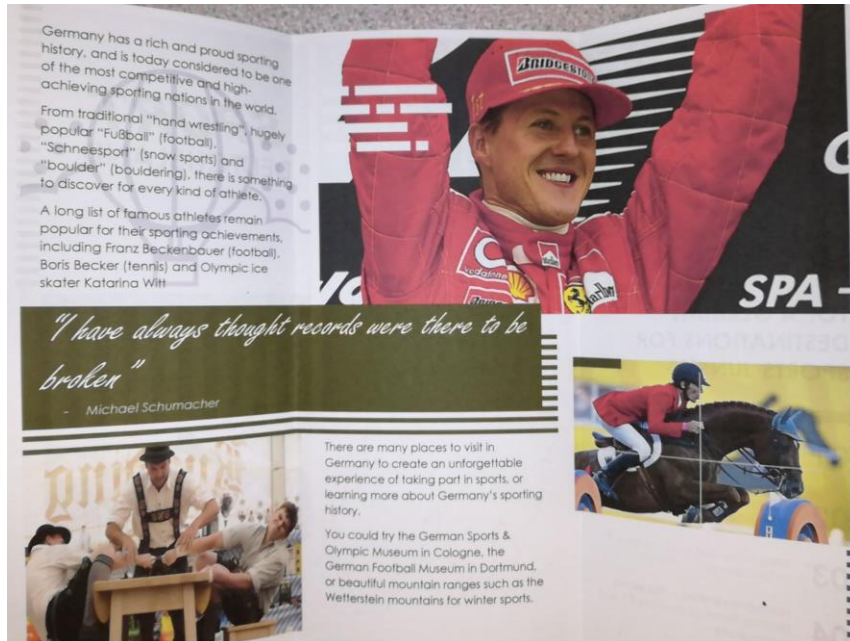 Germany has a rich and proud sporting
history, and is today considered to be one
of the most competitive and high-
achieving sporting nations in the world.
From traditional "hand wrestling", hugely
popular "Fußball" (football),
"Schneesport" (snow sports) and
"boulder" (bouldering), there is something
to discover for every kind of athlete.
A long list of famous athletes remain
popular for their sporting achievements,
including Franz Beckenbauer (football),
Boris Becker (tennis) and Olympic ice
skater Katarina Witt
BRIDGESTONE
vodafone
Marlboro
SPA -
"I have always thought records were there to be
broken"
- Michael Schumacher
There are many places to visit in
Germany to create an unforgettable
experience of taking part in sports, or
learning more about Germany's sporting
history.
You could try the German Sports &
Olympic Museum in Cologne, the
German Football Museum in Dortmund,
or beautiful mountain ranges such as the
Wetterstein mountains for winter sports.